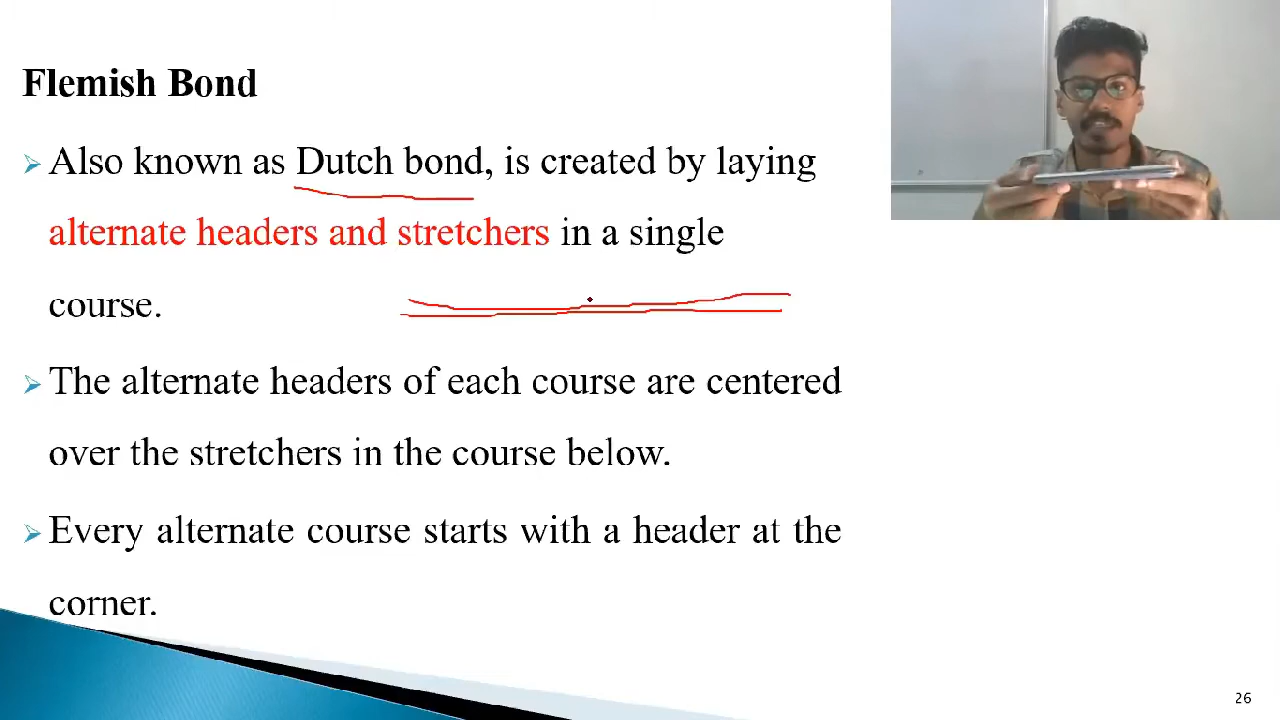 Flemish Bond
Also known as Dutch bond, is created by laying
alternate headers and stretchers in a single
course.
The alternate headers of each course are centered
over the stretchers in the course below.
Every alternate course starts with a header at the
corner.
26